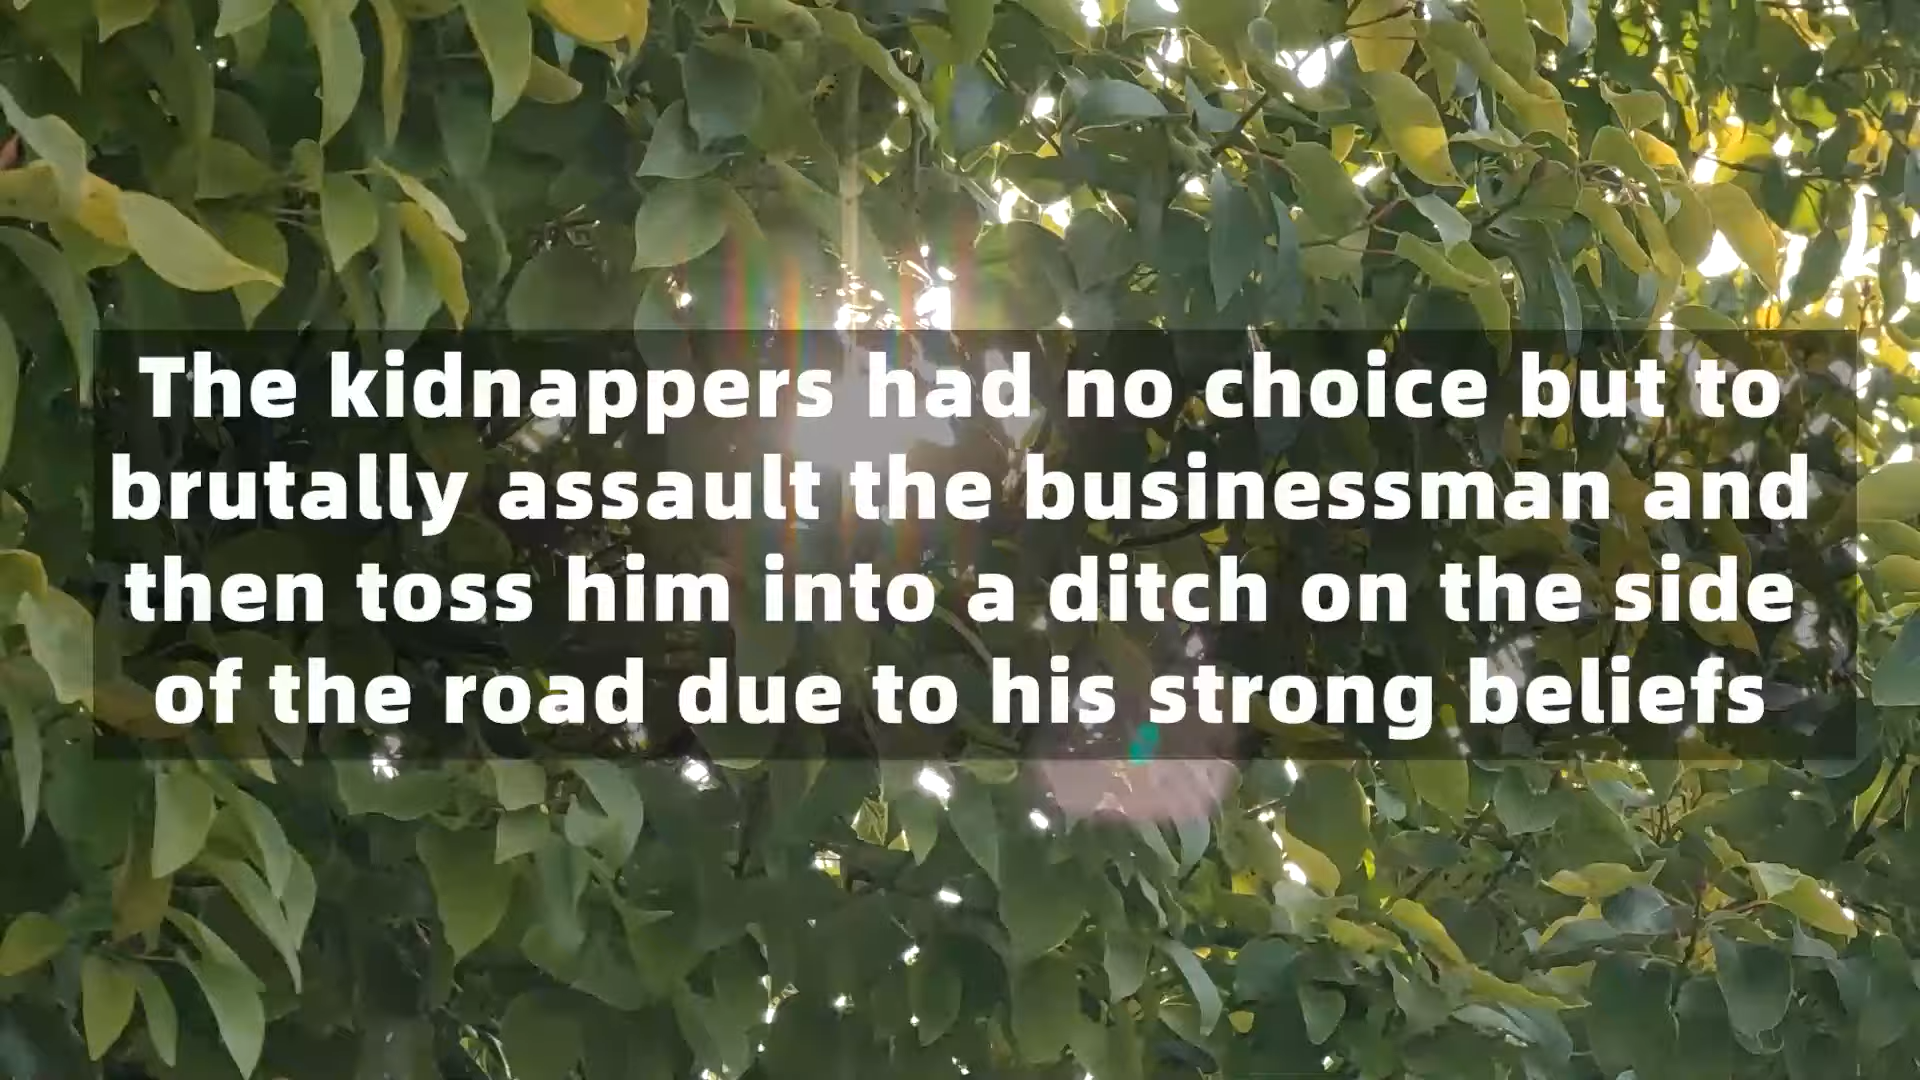 The kidnappers had no choice but to
brutally assault the businessman and
then toss him into a ditch on the side
of the road due to his strong beliefs